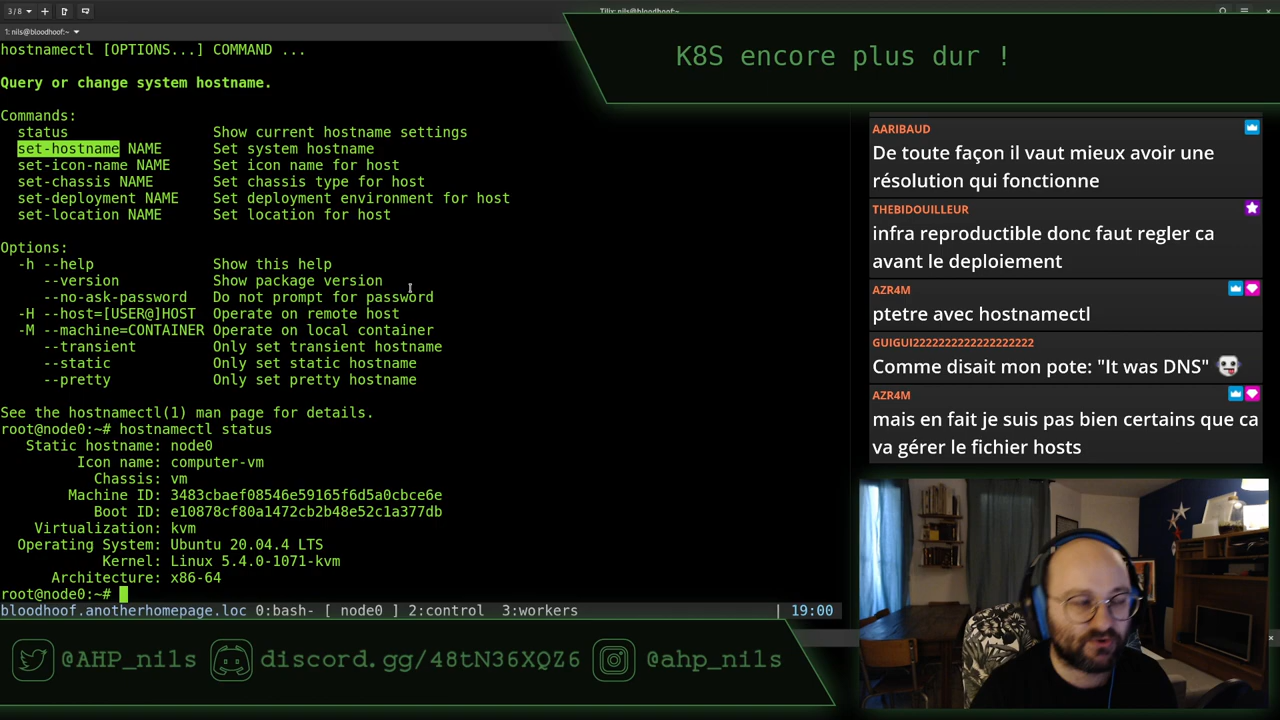 3/8
Tilix: nils@bloodhoof:~
1: nils@bloodhoof:~
hostnamectl [OPTIONS...] COMMAND ...
Query or change system hostname.
Commands:
status Show current hostname settings
set-hostname NAME Set system hostname
set-icon-name NAME Set icon name for host
set-chassis NAME Set chassis type for host
set-deployment NAME Set deployment environment for host
set-location NAME Set location for host
Options:
-h --help Show this help
--version Show package version
--no-ask-password Do not prompt for password
-H --host=[USER@]HOST Operate on remote host
-M --machine=CONTAINER Operate on local container
--transient Only set transient hostname
--static Only set static hostname
--pretty Only set pretty hostname
See the hostnamectl(1) man page for details.
root@node0:~# hostnamectl status
Static hostname: node0
Icon name: computer-vm
Chassis: vm
Machine ID: 3483cbaef08546e59165f6d5a0cbce6e
Boot ID: e10878cf80a1472cb2b48e52c1a377db
Virtualization: kvm
Operating System: Ubuntu 20.04.4 LTS
Kernel: Linux 5.4.0-1071-kvm
Architecture: x86-64
root@node0:~#
bloodhoof.anotherhomepage.loc 0:bash- [ node0 ] 2:control 3:workers | 19:00
K8S encore plus dur !
AARIBAUD
De toute façon il vaut mieux avoir une
résolution qui fonctionne
THEBIDOUILLEUR
infra reproductible donc faut regler ca
avant le deploiement
AZR4M
ptetre avec hostnamectl
GUIGUI2222222222222222222
Comme disait mon pote: "It was DNS"
AZR4M
mais en fait je suis pas bien certains que ca
va gérer le fichier hosts
@AHP_nils discord.gg/48tN36XQZ6 @ahp_nils